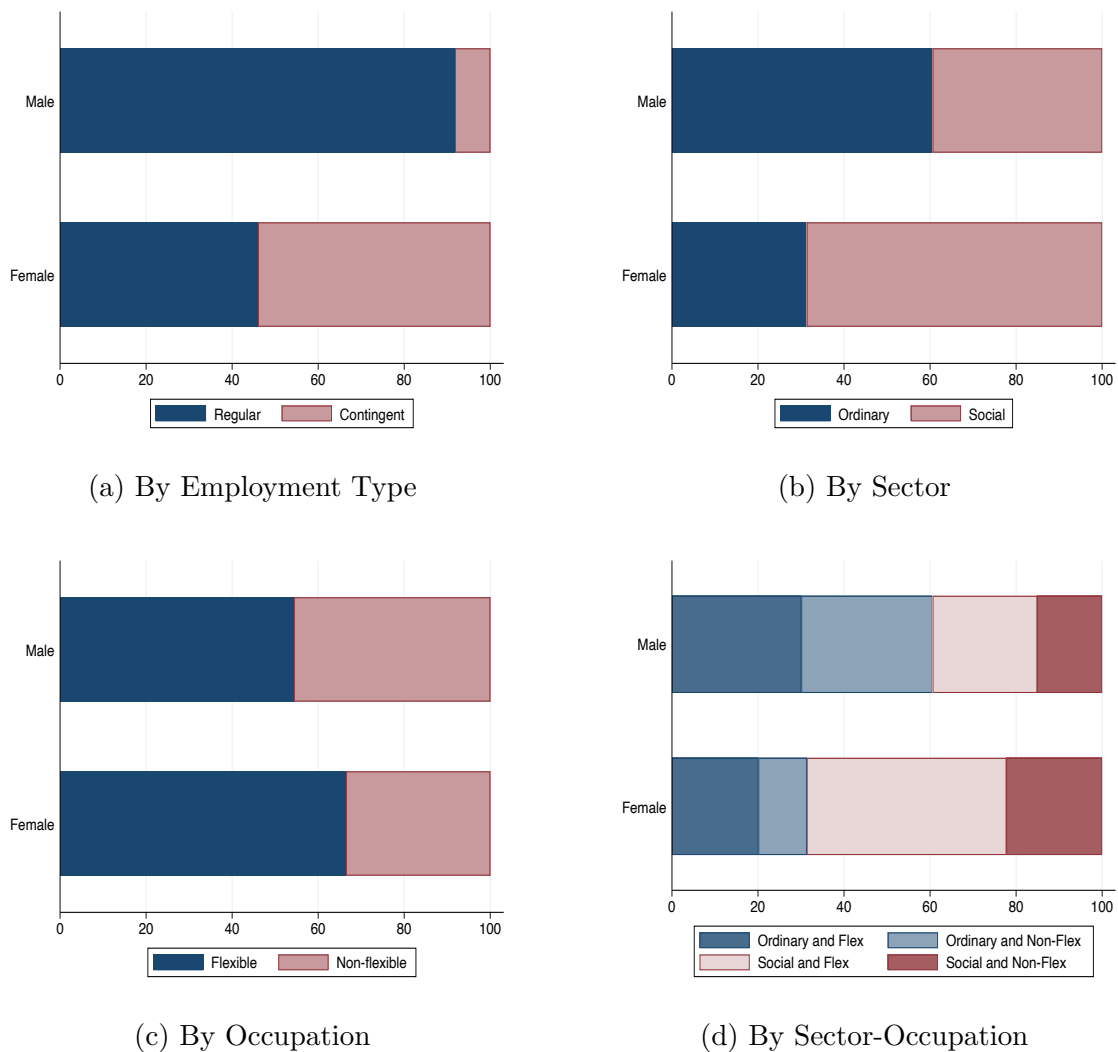 Male
Female
0 20 40 60 80 100
Regular Contingent
(a) By Employment Type
Male
Female
0 20 40 60 80 100
Ordinary Social
(b) By Sector
Male
Female
0 20 40 60 80 100
Flexible Non-flexible
(c) By Occupation
Male
Female
0 20 40 60 80 100
Ordinary and Flex Ordinary and Non-Flex
Social and Flex Social and Non-Flex
(d) By Sector-Occupation